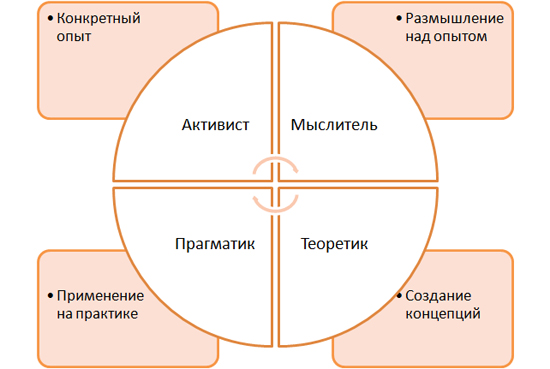 • Конкретный
опыт
• Размышление
над опытом
Активист
Мыслитель
Прагматик
Теоретик
• Применение
на практике
• Создание
концепций